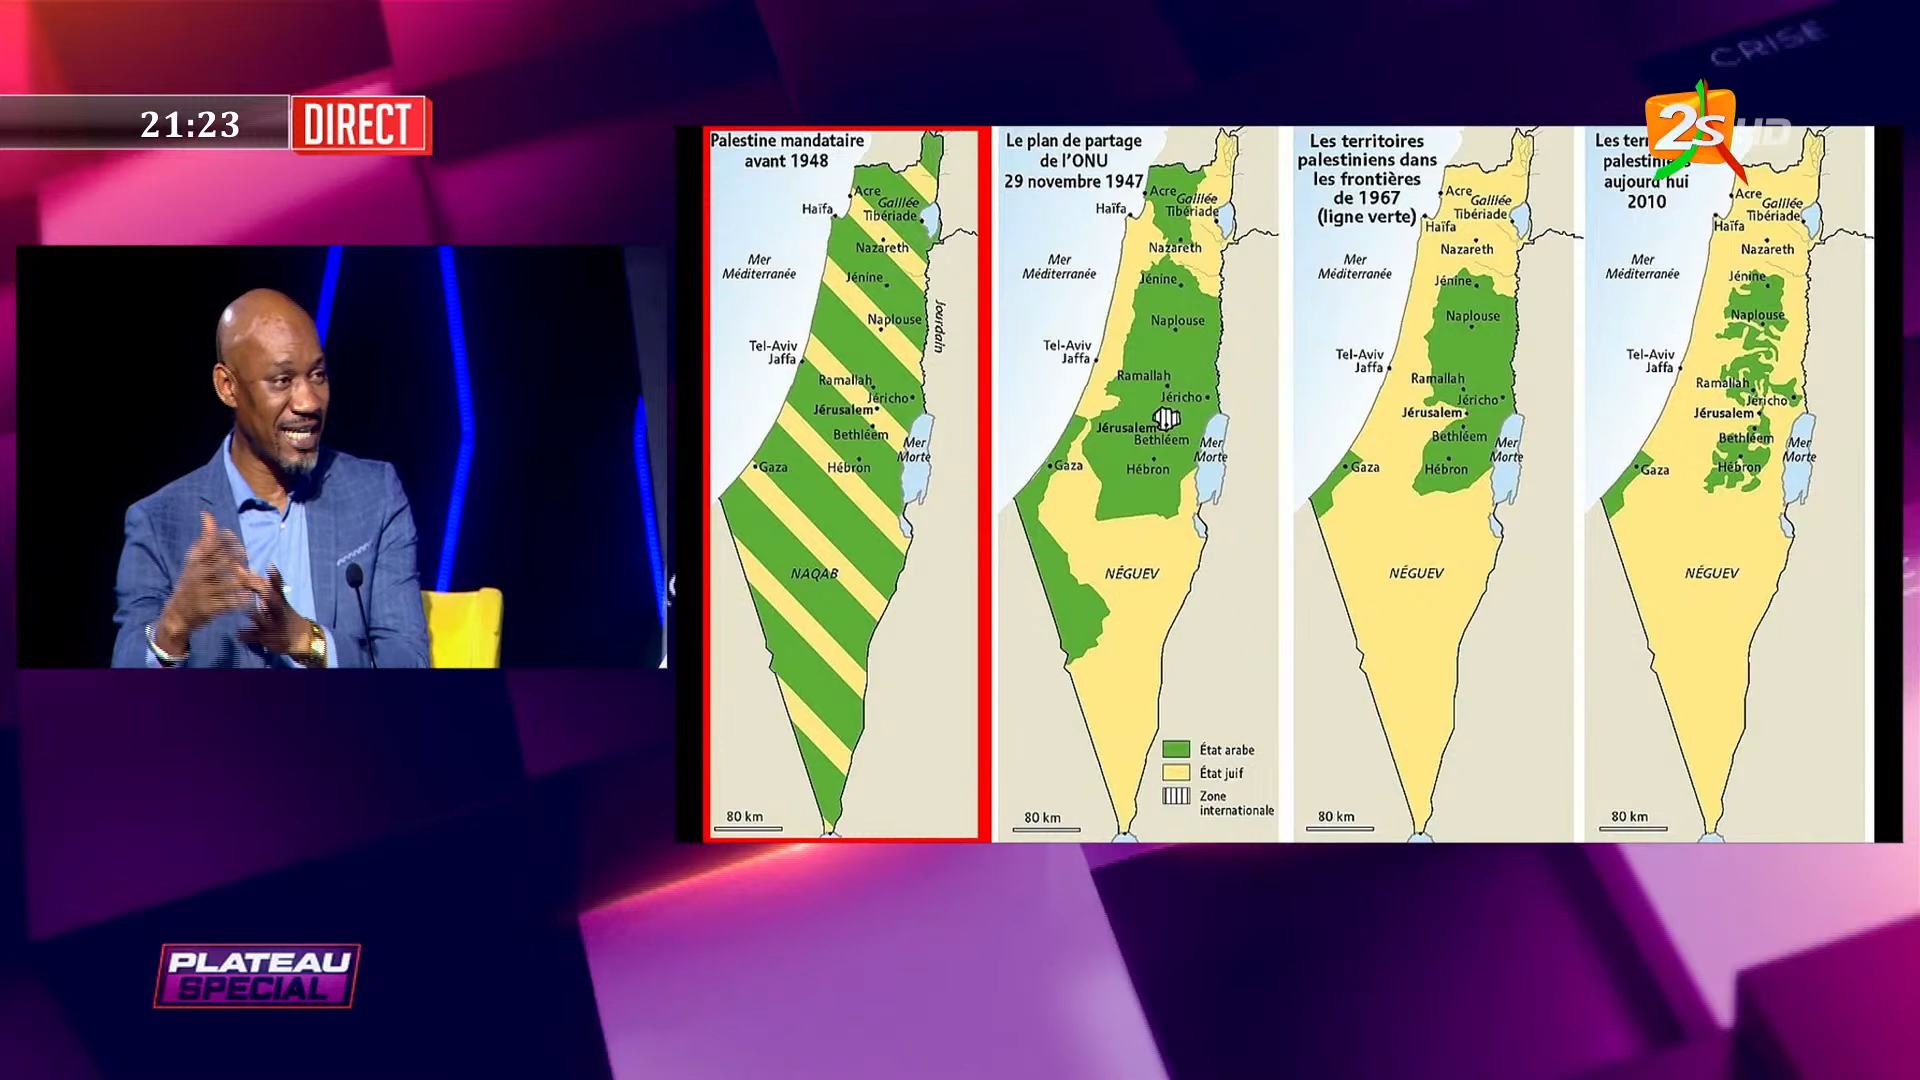 CRISE
21:23
DIRECT
2S HD
Palestine mandataire
avant 1948
Acre
Galilée
Haïfa
Tibériade
Nazareth
Mer
Méditerranée
Jénine
Jourdain
Naplouse
Tel-Aviv
Jaffa
Ramallah
Jéricho
Jérusalem
Bethléem
Mer
Morte
Gaza
Hébron
NAQAB
80 km
Le plan de partage
de l'ONU
29 novembre 1947
Acre
Galilée
Haïfa
Tibériade
Nazareth
Mer
Méditerranée
Jénine
Naplouse
Tel-Aviv
Jaffa
Ramallah
Jéricho
Jérusalem
Bethléem
Mer
Morte
Gaza
Hébron
NÉGUEV
État arabe
État juif
Zone
internationale
80 km
Les territoires
palestiniens dans
les frontières
de 1967
(ligne verte)
Acre
Galilée
Tibériade
Haïfa
Nazareth
Mer
Méditerranée
Jénine
Naplouse
Tel-Aviv
Jaffa
Ramallah
Jéricho
Jérusalem
Bethléem
Mer
Morte
Gaza
Hébron
NÉGUEV
80 km
Les
aujourd'hui
2010
Acre
Galilée
Tibériade
Haïfa
Nazareth
Mer
Méditerranée
Jénine
Naplouse
Tel-Aviv
Jaffa
Ramallah
Jéricho
Jérusalem
Bethléem
Mer
Morte
Gaza
Hébron
NÉGUEV
80 km
PLATEAU
SPECIAL